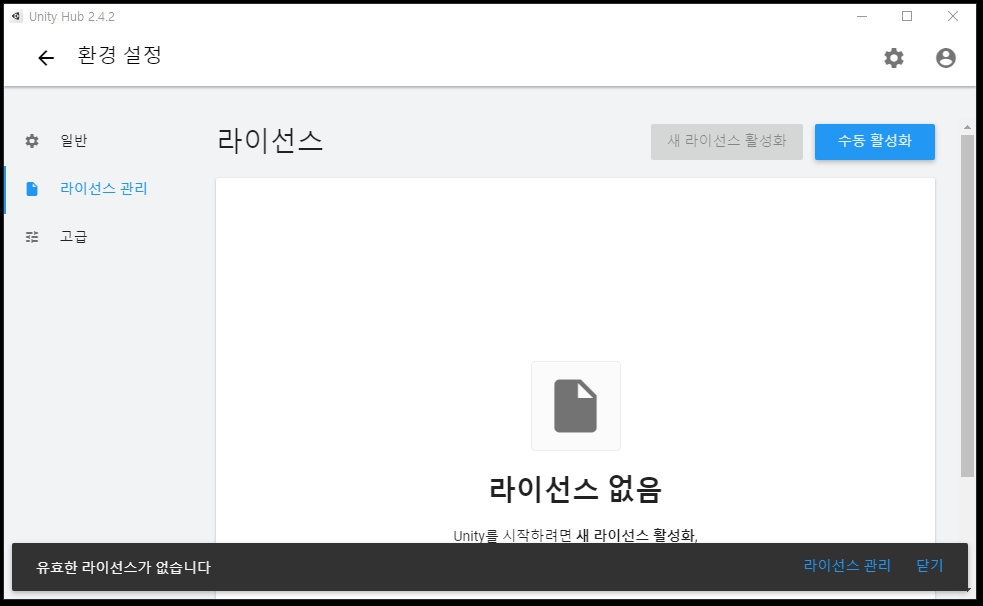 Unity Hub 2.4.2
환경 설정
일반
라이선스 관리
고급
라이선스
새 라이선스 활성화
수동 활성화
라이선스 없음
Unity를 시작하려면 새 라이선스 활성화,
유효한 라이선스가 없습니다
라이선스 관리
닫기